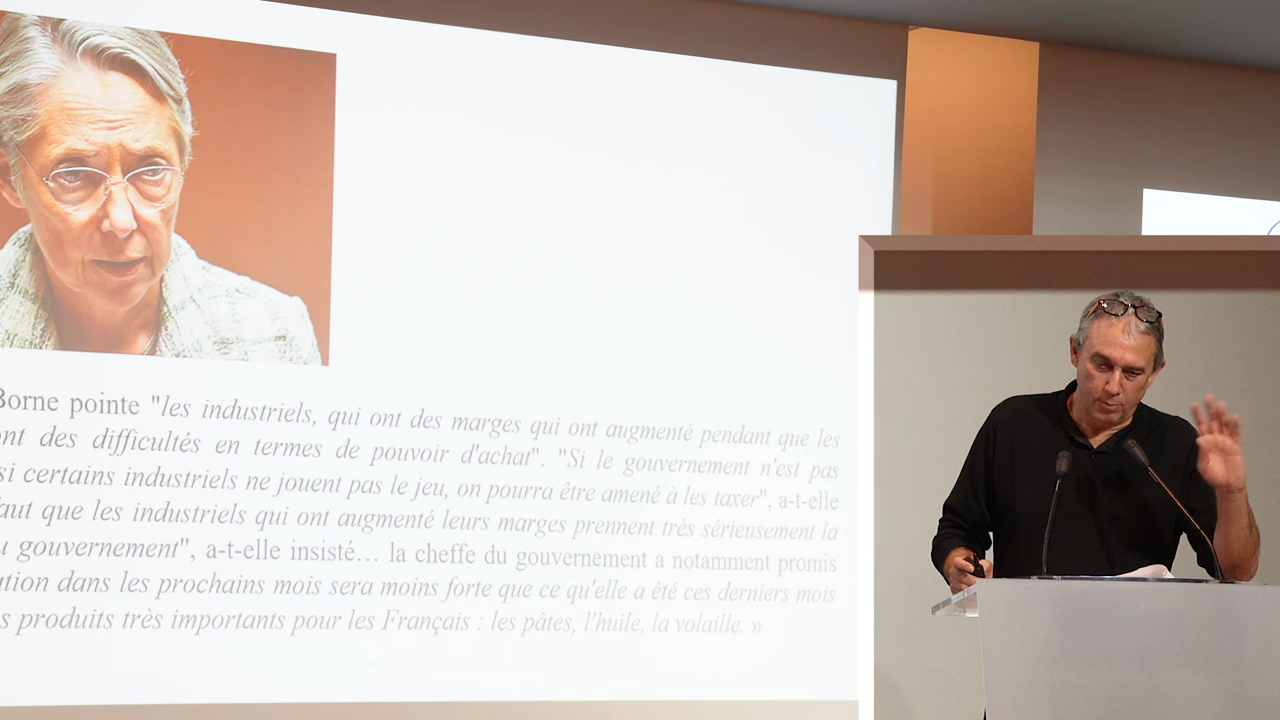 Borne pointe "les industriels, qui ont des marges qui ont augmenté pendant que les
ont des difficultés en termes de pouvoir d'achat". "Si le gouvernement n'est pas
si certains industriels ne jouent pas le jeu, on pourra être amené à les taxer", a-t-elle
faut que les industriels qui ont augmenté leurs marges prennent très sérieusement la
u gouvernement", a-t-elle insisté… la cheffe du gouvernement a notamment promis
ation dans les prochains mois sera moins forte que ce qu'elle a été ces derniers mois
s produits très importants pour les Français : les pâtes, l'huile, la volaille. »